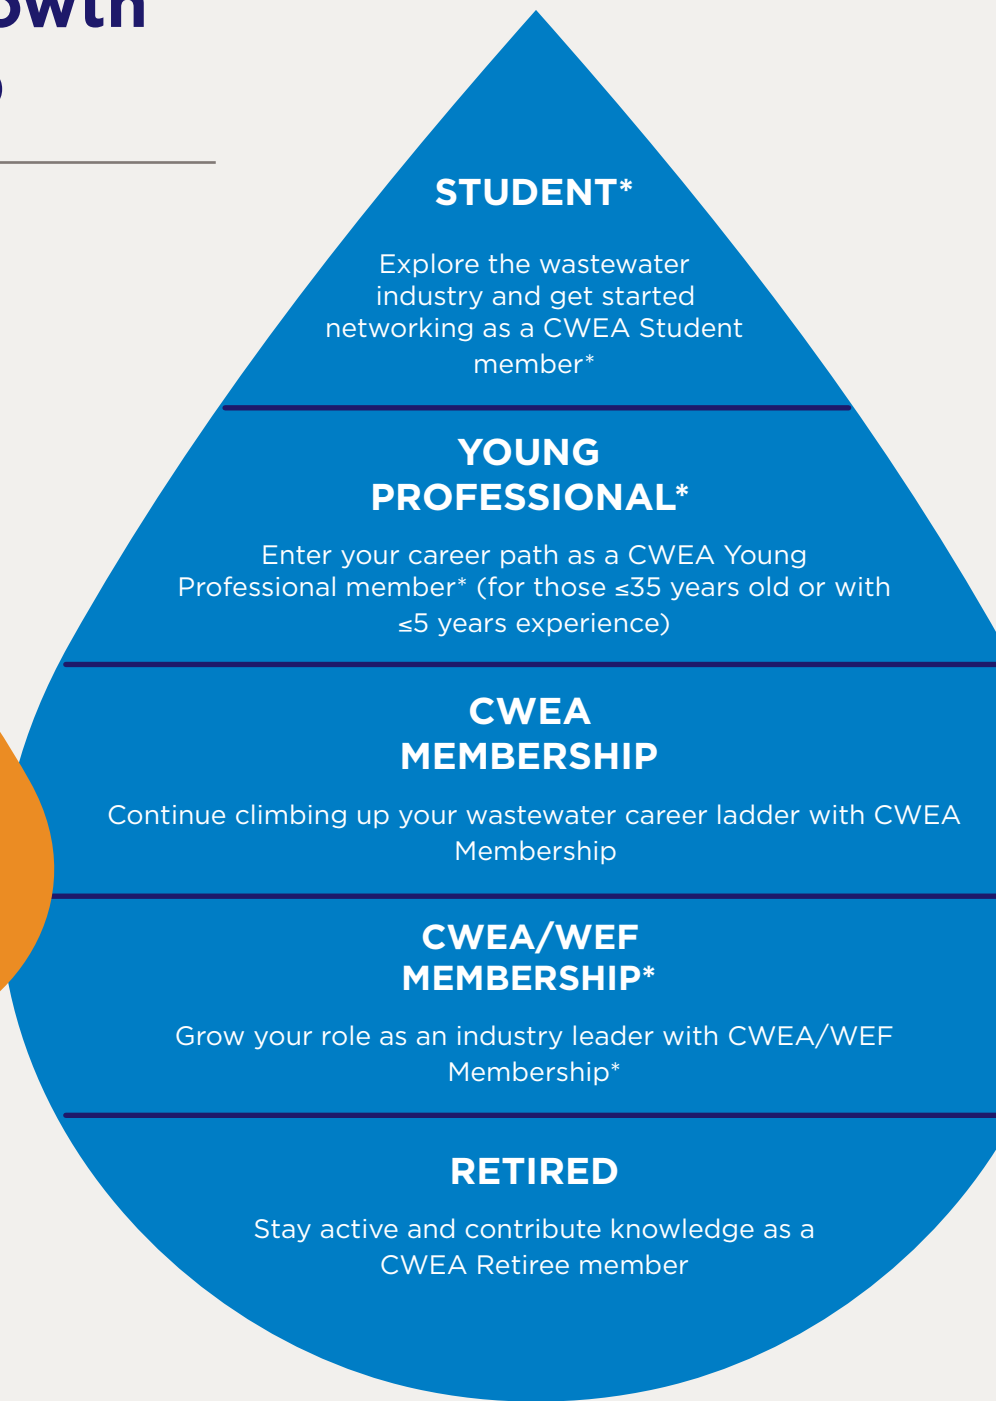 STUDENT*
Explore the wastewater
industry and get started
networking as a CWEA Student
member*
YOUNG
PROFESSIONAL*
Enter your career path as a CWEA Young
Professional member* (for those ≤35 years old or with
≤5 years experience)
CWEA
MEMBERSHIP
Continue climbing up your wastewater career ladder with CWEA
Membership
CWEA/WEF
MEMBERSHIP*
Grow your role as an industry leader with CWEA/WEF
Membership*
RETIRED
Stay active and contribute knowledge as a
CWEA Retiree member